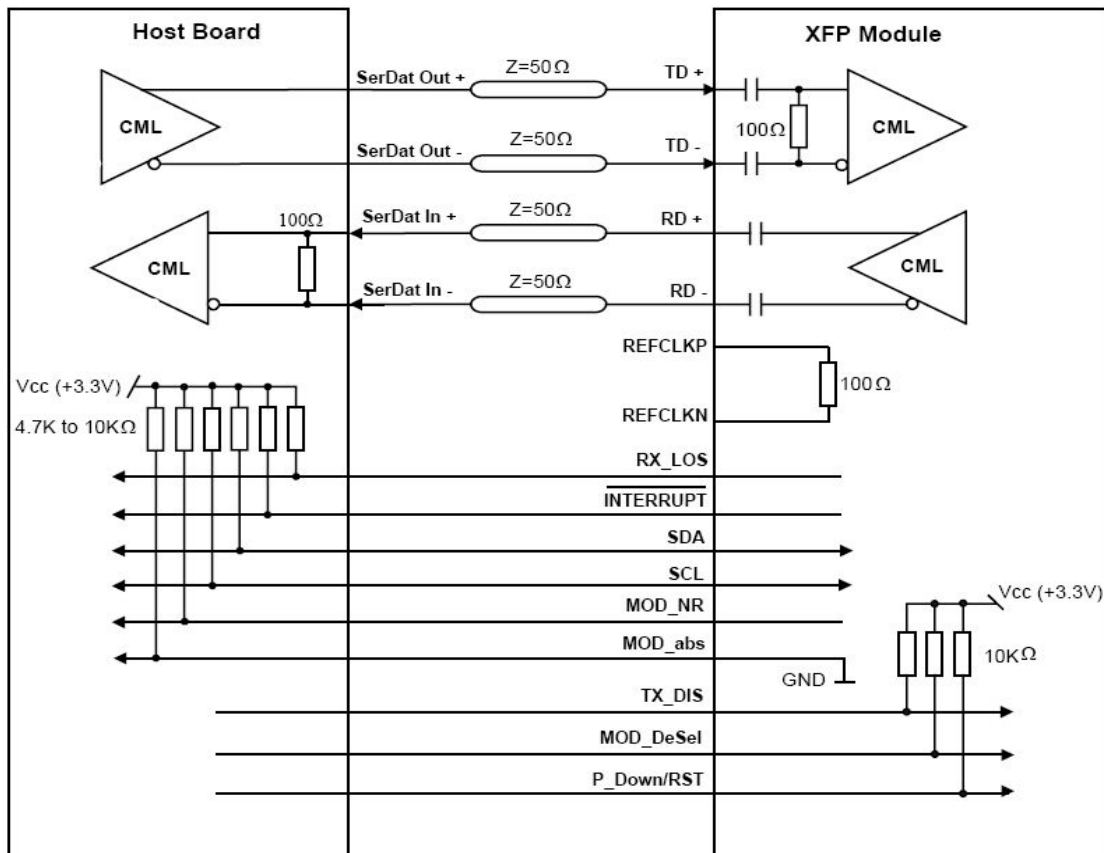 Host Board
XFP Module
SerDat Out +
Z=50Ω
TD +
CML
100Ω
CML
SerDat Out -
Z=50Ω
TD -
100Ω
SerDat In +
Z=50Ω
RD +
CML
CML
SerDat In -
Z=50Ω
RD -
REFCLKP
Vcc (+3.3V)
100Ω
4.7K to 10KΩ
REFCLKN
RX_LOS
INTERRUPT
SDA
SCL
MOD_NR
Vcc (+3.3V)
MOD_abs
10KΩ
GND
TX_DIS
MOD_DeSel
P_Down/RST